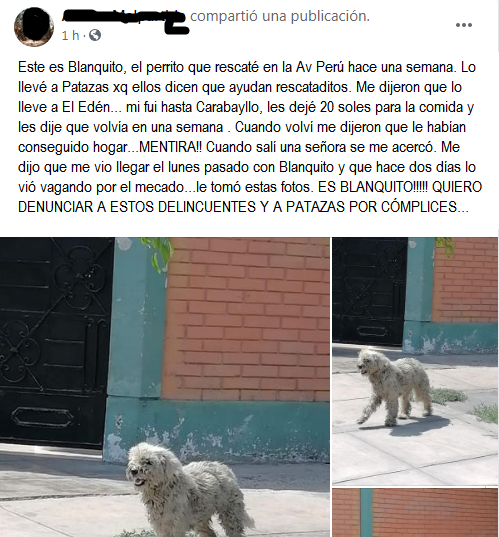 compartió una publicación.
1 h ·
Este es Blanquito, el perrito que rescaté en la Av Perú hace una semana. Lo
llevé a Patazas xq ellos dicen que ayudan rescataditos. Me dijeron que lo
lleve a El Edén... mi fui hasta Carabayllo, les dejé 20 soles para la comida y
les dije que volvía en una semana . Cuando volví me dijeron que le habían
conseguido hogar...MENTIRA!! Cuando salí una señora se me acercó. Me
dijo que me vio llegar el lunes pasado con Blanquito y que hace dos días lo
vió vagando por el mecado...le tomó estas fotos. ES BLANQUITO!!!!! QUIERO
DENUNCIAR A ESTOS DELINCUENTES Y A PATAZAS POR CÓMPLICES...